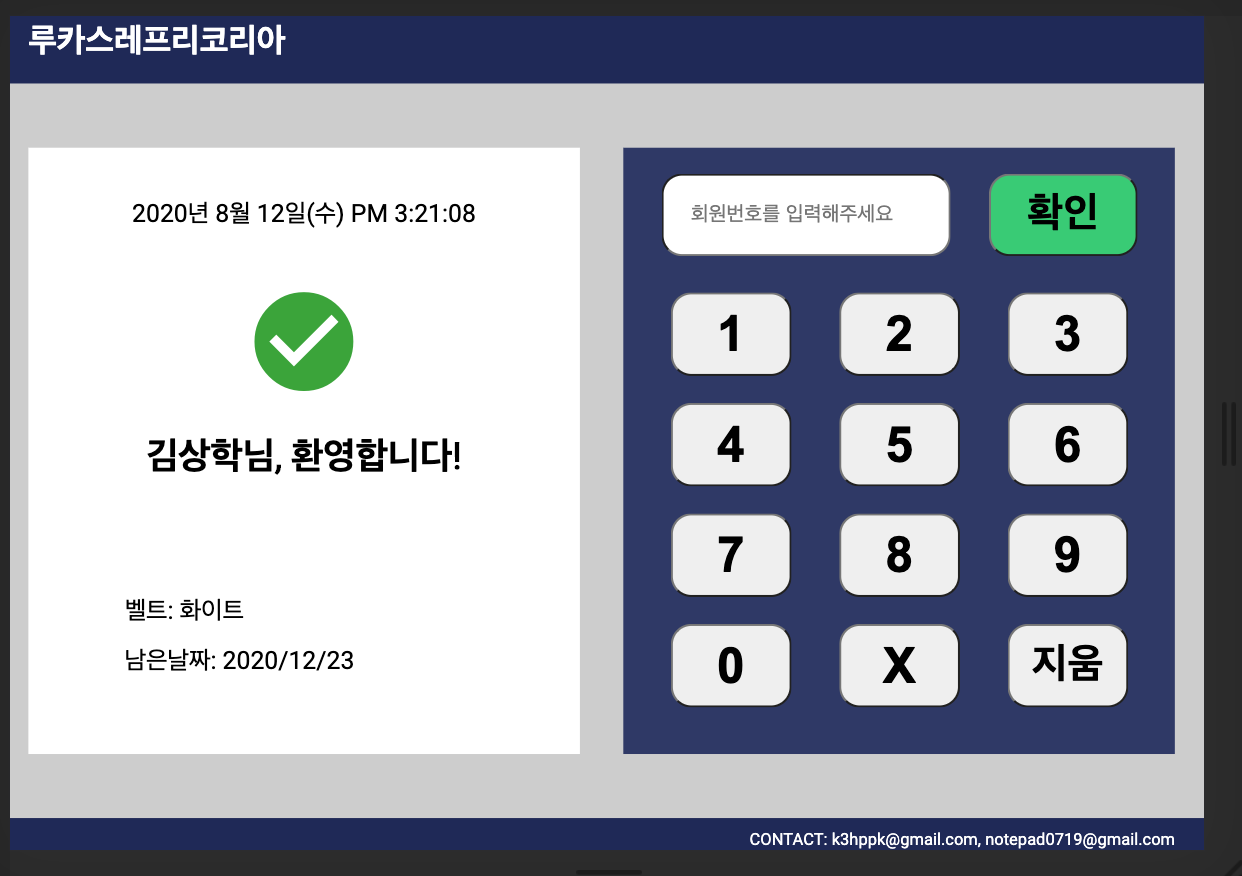 루카스레프리코리아
2020년 8월 12일(수) PM 3:21:08
김상학님, 환영합니다!
벨트: 화이트
남은날짜: 2020/12/23
회원번호를 입력해주세요
확인
1 2 3
4 5 6
7 8 9
0 X 지움
CONTACT: k3hppk@gmail.com, notepad0719@gmail.com